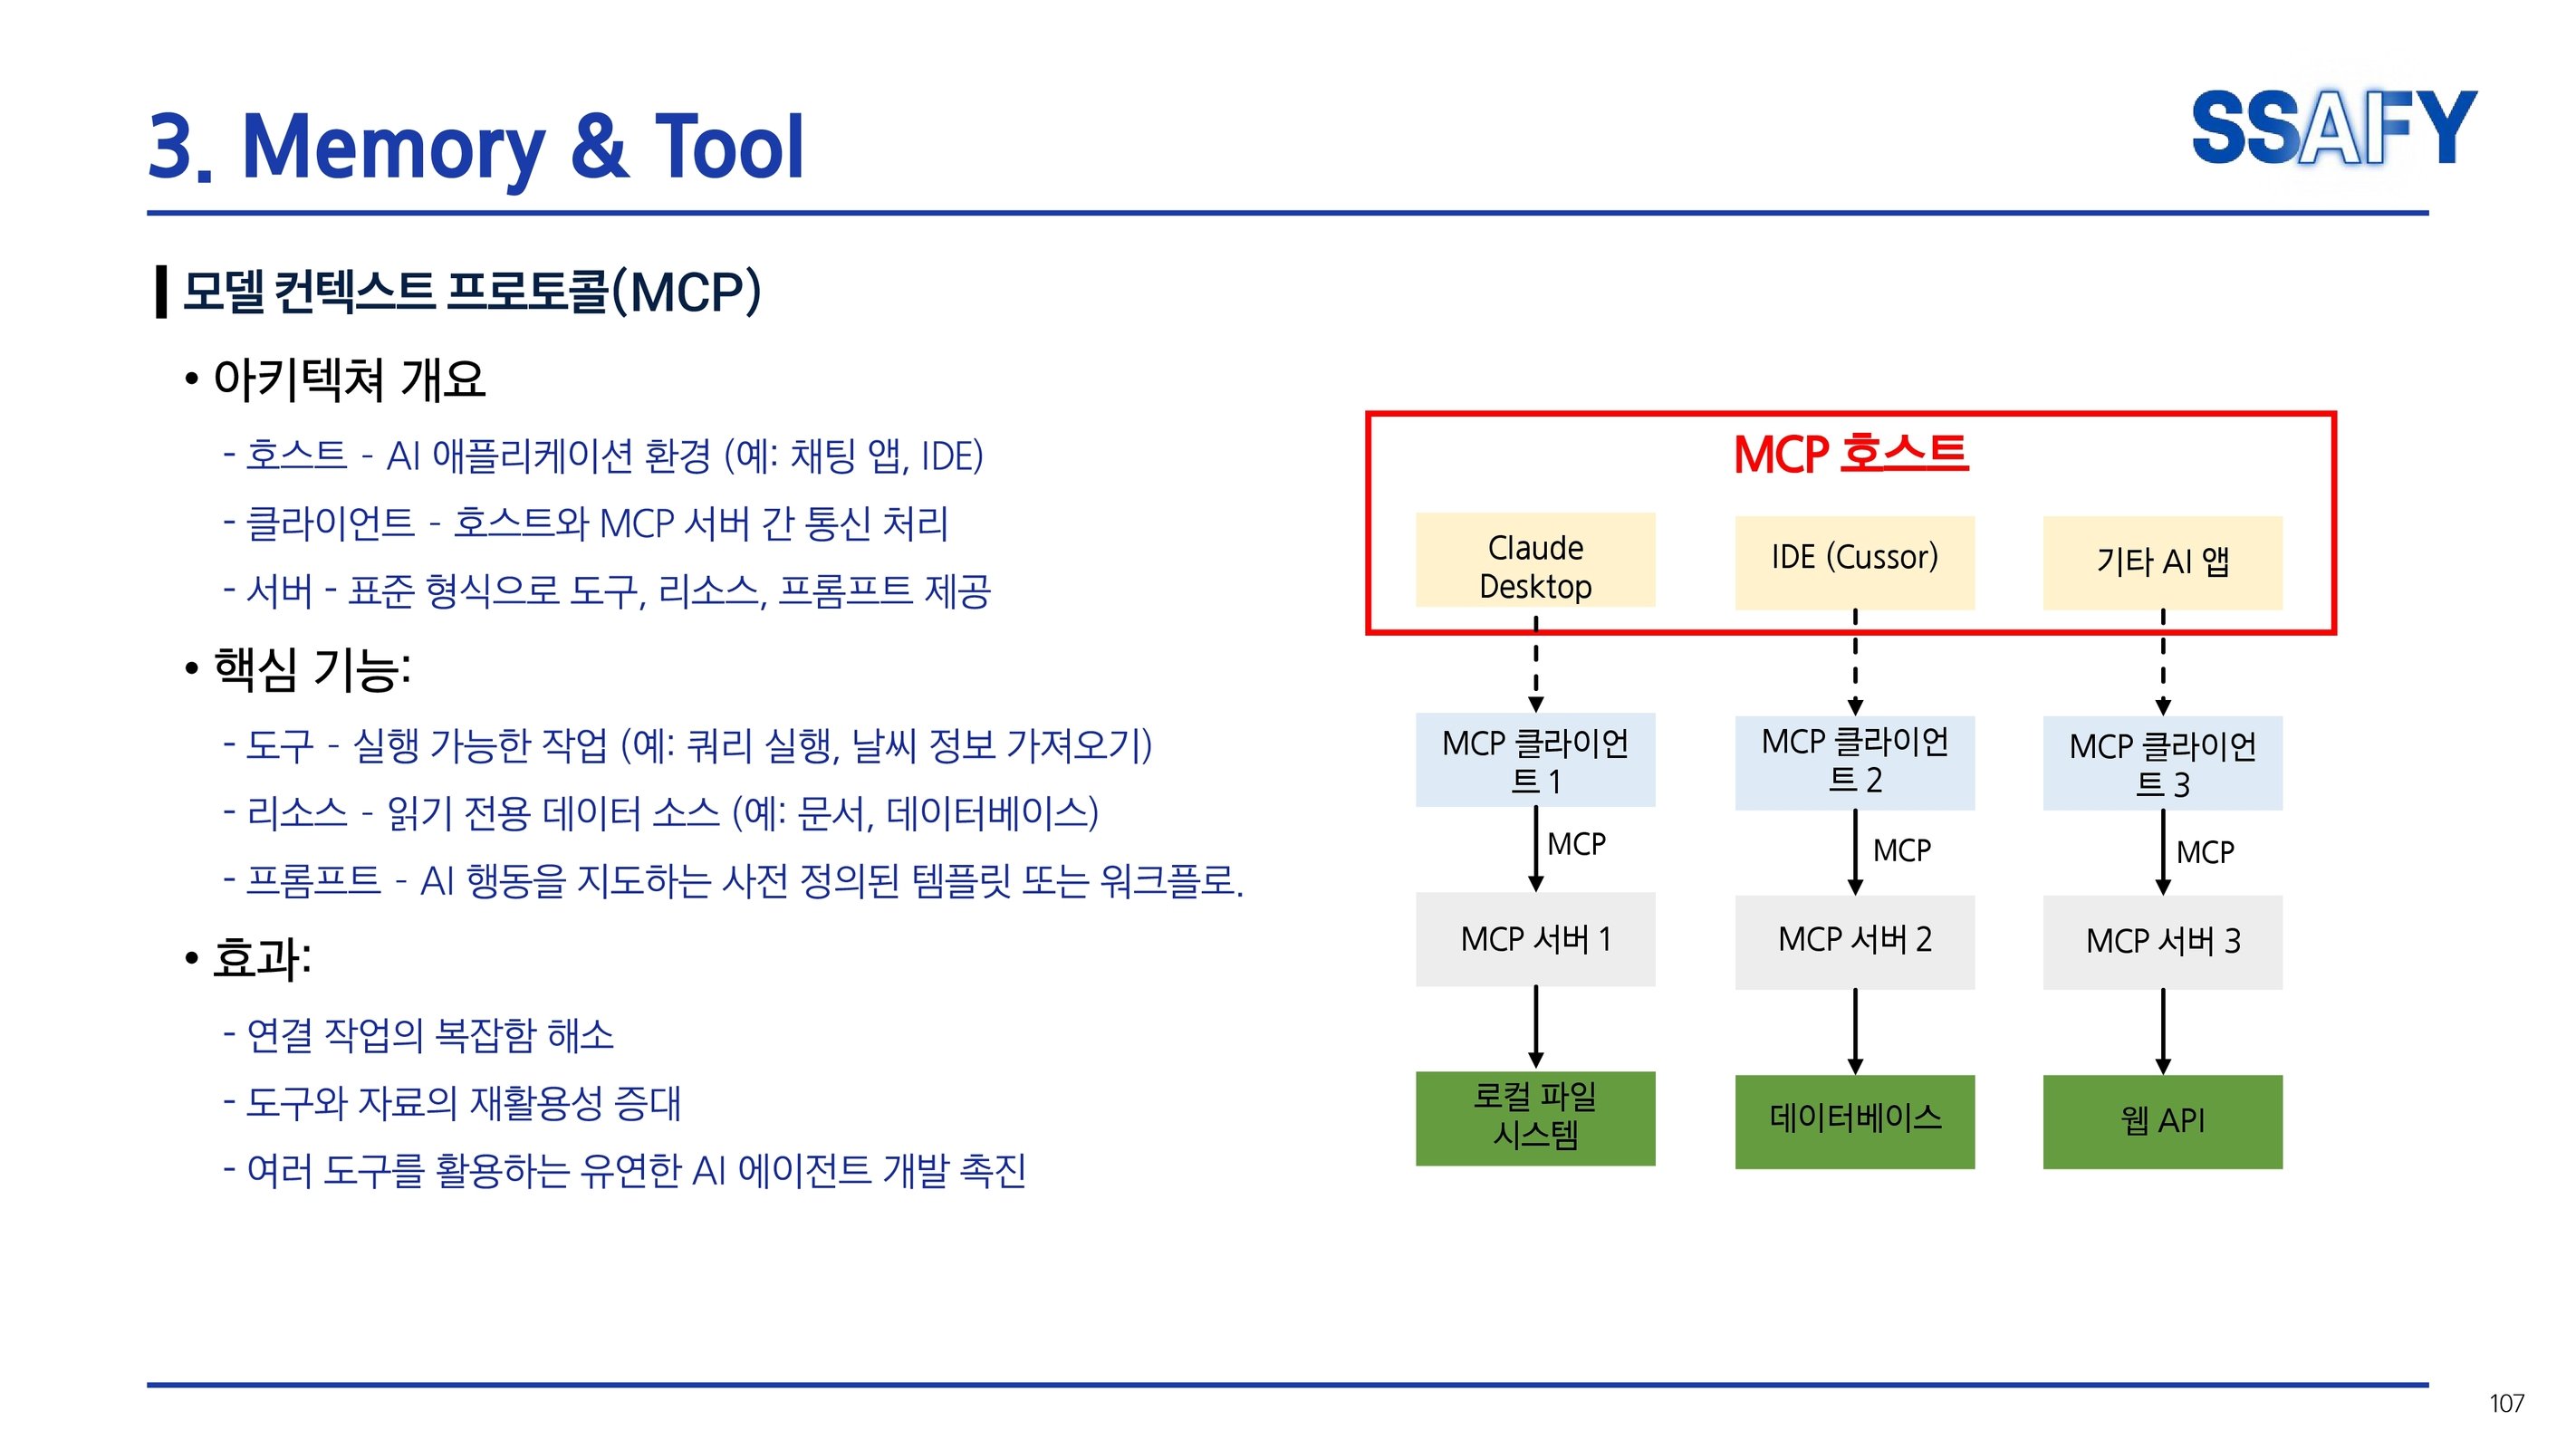 3. Memory & Tool
SSAFY
모델 컨텍스트 프로토콜(MCP)
• 아키텍쳐 개요
- 호스트 - AI 애플리케이션 환경 (예: 채팅 앱, IDE)
- 클라이언트 - 호스트와 MCP 서버 간 통신 처리
- 서버 - 표준 형식으로 도구, 리소스, 프롬프트 제공
• 핵심 기능:
- 도구 - 실행 가능한 작업 (예: 쿼리 실행, 날씨 정보 가져오기)
- 리소스 - 읽기 전용 데이터 소스 (예: 문서, 데이터베이스)
- 프롬프트 - AI 행동을 지도하는 사전 정의된 템플릿 또는 워크플로.
• 효과:
- 연결 작업의 복잡함 해소
- 도구와 자료의 재활용성 증대
- 여러 도구를 활용하는 유연한 AI 에이전트 개발 촉진
MCP 호스트
Claude
Desktop
IDE (Cussor)
기타 AI 앱
MCP 클라이언
트 1
MCP 클라이언
트 2
MCP 클라이언
트 3
MCP
MCP
MCP
MCP 서버 1
MCP 서버 2
MCP 서버 3
로컬 파일
시스템
데이터베이스
웹 API
107